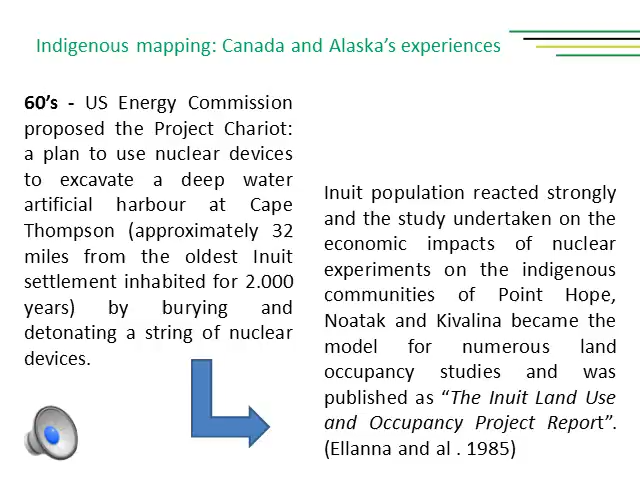 Indigenous mapping: Canada and Alaska's experiences
60's - US Energy Commission
proposed the Project Chariot:
a plan to use nuclear devices
to excavate a deep water
artificial harbour at Cape
Thompson (approximately 32
miles from the oldest Inuit
settlement inhabited for 2.000
years) by burying and
detonating a string of nuclear
devices.
Inuit population reacted strongly
and the study undertaken on the
economic impacts of nuclear
experiments on the indigenous
communities of Point Hope,
Noatak and Kivalina became the
model for numerous land
occupancy studies and was
published as “The Inuit Land Use
and Occupancy Project Report”.
(Ellanna and al . 1985)